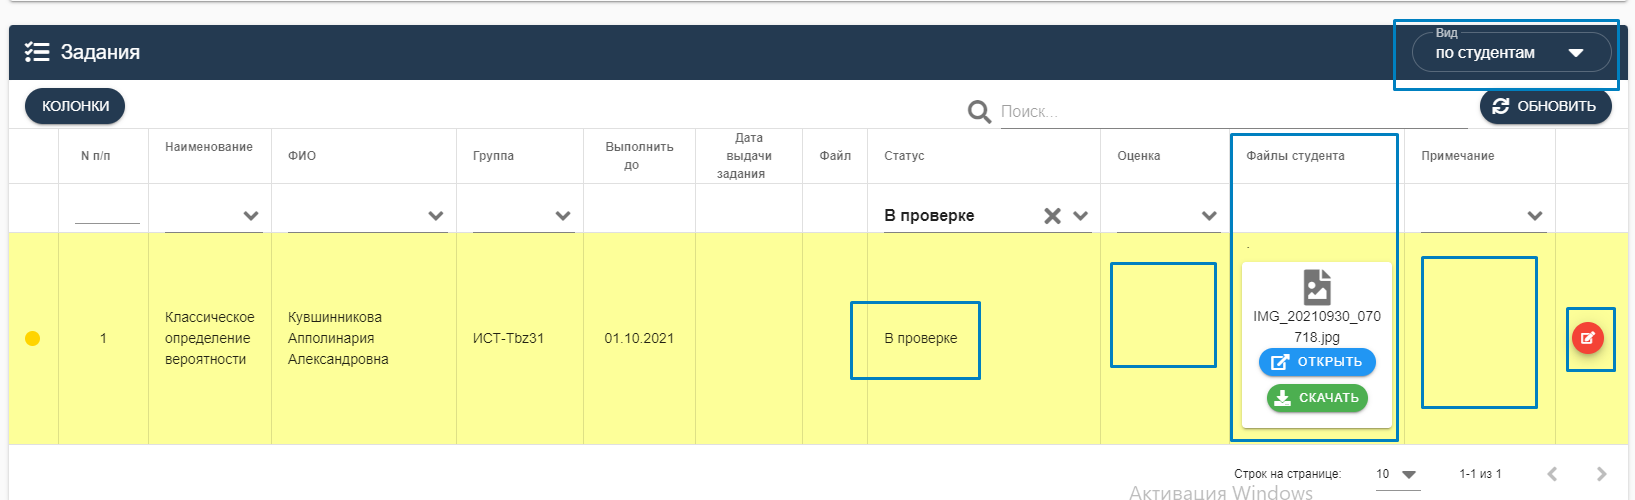 Задания
Вид
по студентам
КОЛОНКИ
Поиск...
ОБНОВИТЬ
N п/п
Наименование
ФИО
Группа
Выполнить
до
Дата
выдачи
задания
Файл
Статус
Оценка
Файлы студента
Примечание
В проверке
1
Классическое
определение
вероятности
Кувшинникова
Апполинария
Александровна
ИСТ-Tbz31
01.10.2021
В проверке
.
IMG_20210930_070
718.jpg
ОТКРЫТЬ
СКАЧАТЬ
Строк на странице:
10
1-1 из 1
Активация Windows